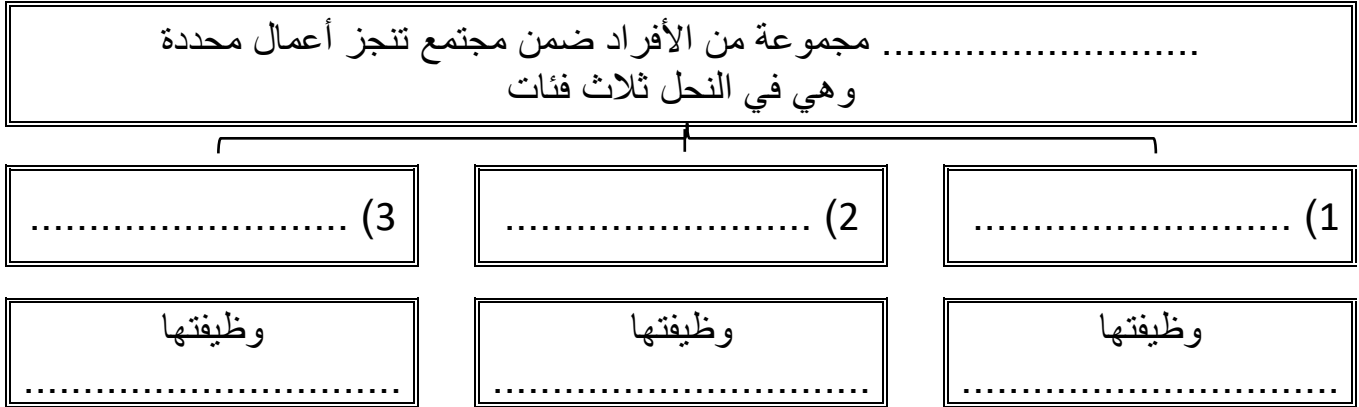 ........................... مجموعة من الأفراد ضمن مجتمع تنجز أعمال محددة
وهي في النحل ثلاث فئات
1) ...........................
2) ..........................
3) ...........................
وظيفتها
................................
وظيفتها
................................
وظيفتها
................................